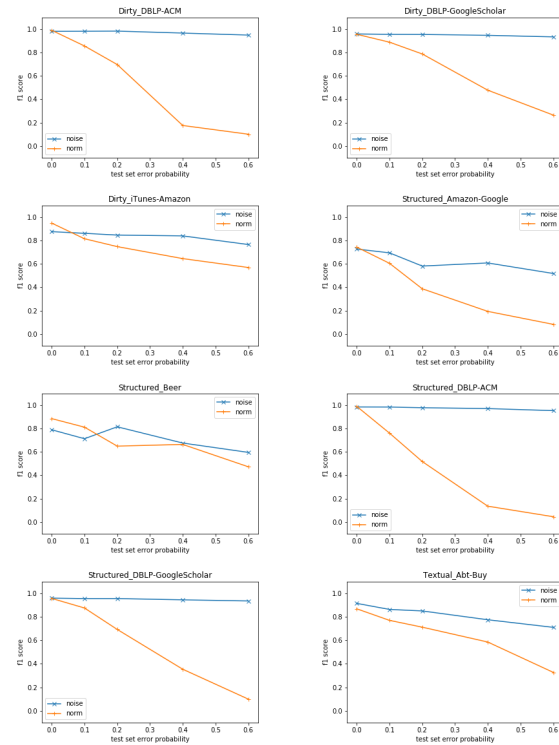 Dirty_DBLP-ACM
1.0
0.8
0.6
0.4
0.2
0.0
f1 score
noise
norm
0.0 0.1 0.2 0.3 0.4 0.5 0.6
test set error probability
Dirty_DBLP-GoogleScholar
1.0
0.8
0.6
0.4
0.2
0.0
f1 score
noise
norm
0.0 0.1 0.2 0.3 0.4 0.5 0.6
test set error probability
Dirty_iTunes-Amazon
1.0
0.8
0.6
0.4
0.2
0.0
f1 score
noise
norm
0.0 0.1 0.2 0.3 0.4 0.5 0.6
test set error probability
Structured_Amazon-Google
1.0
0.8
0.6
0.4
0.2
0.0
f1 score
noise
norm
0.0 0.1 0.2 0.3 0.4 0.5 0.6
test set error probability
Structured_Beer
1.0
0.8
0.6
0.4
0.2
0.0
f1 score
noise
norm
0.0 0.1 0.2 0.3 0.4 0.5 0.6
test set error probability
Structured_DBLP-ACM
1.0
0.8
0.6
0.4
0.2
0.0
f1 score
noise
norm
0.0 0.1 0.2 0.3 0.4 0.5 0.6
test set error probability
Structured_DBLP-GoogleScholar
1.0
0.8
0.6
0.4
0.2
0.0
f1 score
noise
norm
0.0 0.1 0.2 0.3 0.4 0.5 0.6
test set error probability
Textual_Abt-Buy
1.0
0.8
0.6
0.4
0.2
0.0
f1 score
noise
norm
0.0 0.1 0.2 0.3 0.4 0.5 0.6
test set error probability